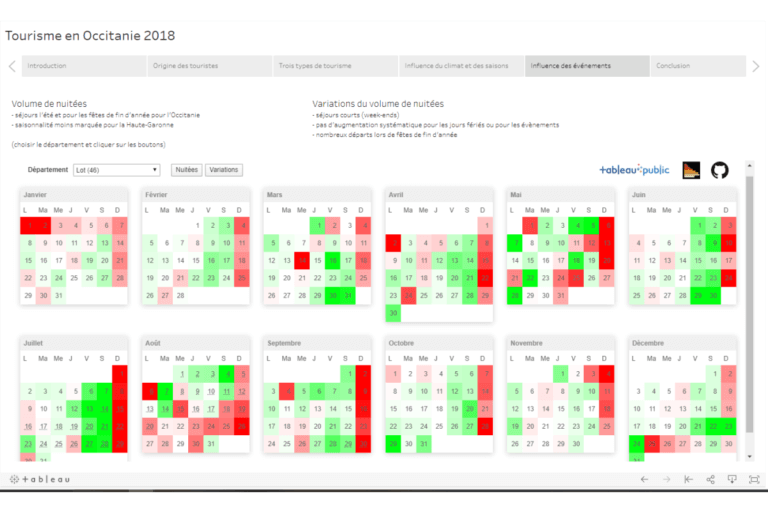 Tourisme en Occitanie 2018
Introduction
Origine des touristes
Trois types de tourisme
Influence du climat et des saisons
Influence des événements
Conclusion
Volume de nuitées
- séjours l'été et pour les fêtes de fin d'année pour l'Occitanie
- saisonnalité moins marquée pour la Haute-Garonne
(choisir le département et cliquer sur les boutons)
Variations du volume de nuitées
- séjours courts (week-ends)
- pas d'augmentation systématique pour les jours fériés ou pour les évènements
- nombreux départs lors de fêtes de fin d'année
Département
Lot (46)
Nuitées
Variations
+ableau+public
Janvier
L Ma Me J V S D
1 2 3 4 5 6 7
8 9 10 11 12 13 14
15 16 17 18 19 20 21
22 23 24 25 26 27 28
29 30 31
Février
L Ma Me J V S D
1 2 3 4
5 6 7 8 9 10 11
12 13 14 15 16 17 18
19 20 21 22 23 24 25
26 27 28
Mars
L Ma Me J V S D
1 2 3 4
5 6 7 8 9 10 11
12 13 14 15 16 17 18
19 20 21 22 23 24 25
26 27 28 29 30 31
Avril
L Ma Me J V S D
1
2 3 4 5 6 7 8
9 10 11 12 13 14 15
16 17 18 19 20 21 22
23 24 25 26 27 28 29
30
Mai
L Ma Me J V S D
1 2 3 4 5 6
7 8 9 10 11 12 13
14 15 16 17 18 19 20
21 22 23 24 25 26 27
28 29 30 31
Juin
L Ma Me J V S D
1 2 3
4 5 6 7 8 9 10
11 12 13 14 15 16 17
18 19 20 21 22 23 24
25 26 27 28 29 30
Juillet
L Ma Me J V S D
1
2 3 4 5 6 7 8
9 10 11 12 13 14 15
16 17 18 19 20 21 22
23 24 25 26 27 28 29
30 31
Août
L Ma Me J V S D
1 2 3 4 5
6 7 8 9 10 11 12
13 14 15 16 17 18 19
20 21 22 23 24 25 26
27 28 29 30 31
Septembre
L Ma Me J V S D
1 2
3 4 5 6 7 8 9
10 11 12 13 14 15 16
17 18 19 20 21 22 23
24 25 26 27 28 29 30
Octobre
L Ma Me J V S D
1 2 3 4 5 6 7
8 9 10 11 12 13 14
15 16 17 18 19 20 21
22 23 24 25 26 27 28
29 30 31
Novembre
L Ma Me J V S D
1 2 3 4
5 6 7 8 9 10 11
12 13 14 15 16 17 18
19 20 21 22 23 24 25
26 27 28 29 30
Décembre
L Ma Me J V S D
1 2
3 4 5 6 7 8 9
10 11 12 13 14 15 16
17 18 19 20 21 22 23
24 25 26 27 28 29 30
31
+ableau